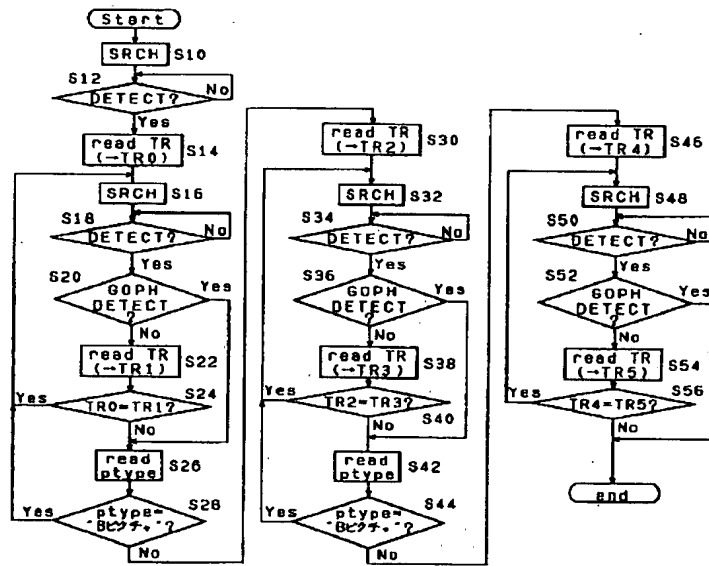 Start
SRCH S10
S12
No
DETECT?
Yes
read TR
(→TR0) S14
SRCH S16
S18
No
DETECT?
Yes
S20
Yes
GOPH
DETECT
?
No
read TR
(→TR1) S22
S24
Yes
TR0=TR1?
No
read
ptype S26
S28
Yes
ptype=
"Bピクチャ"?
No
read TR
(→TR2) S30
SRCH S32
S34
No
DETECT?
Yes
S36
Yes
GOPH
DETECT
?
No
read TR
(→TR3) S38
Yes
TR2=TR3?
S40
No
read
ptype S42
S44
Yes
ptype=
"Bピクチャ"?
No
read TR
(→TR4) S46
SRCH S48
S50
No
DETECT?
Yes
S52
Yes
GOPH
DETECT
?
No
read TR
(→TR5) S54
S56
Yes
TR4=TR5?
No
end